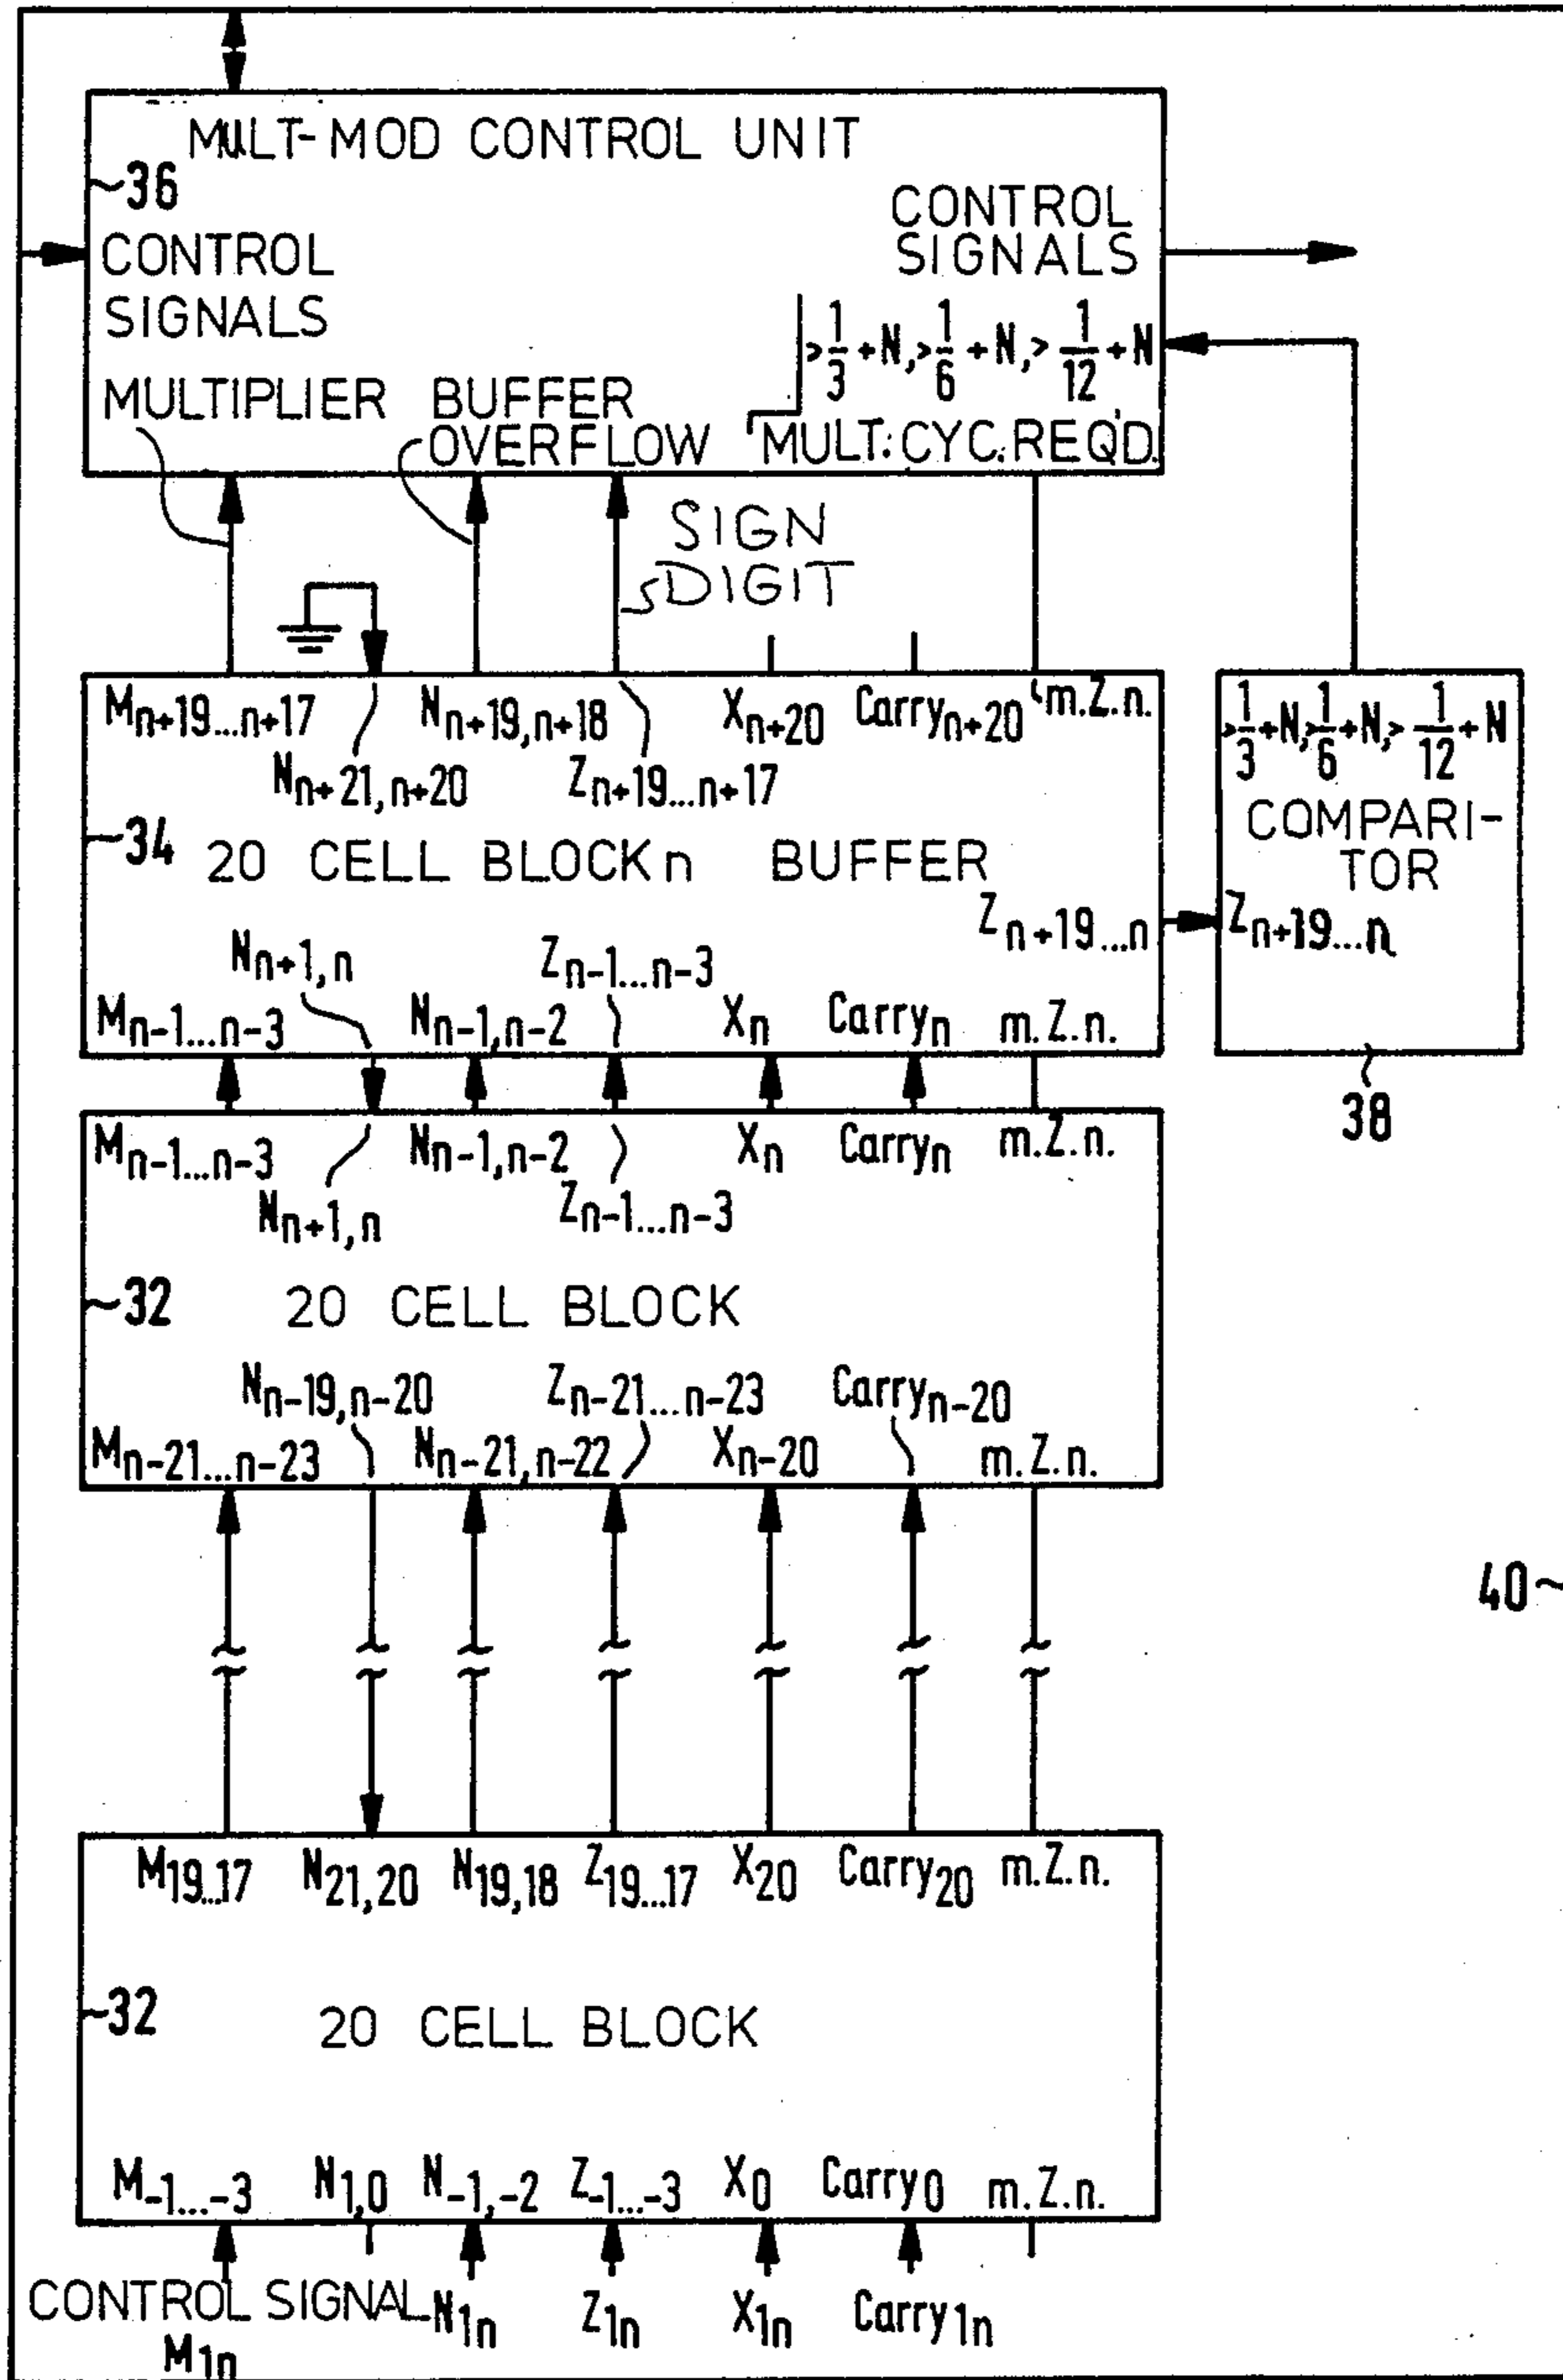 MULT-MOD CONTROL UNIT
36
CONTROL
SIGNALS
CONTROL
SIGNALS
>1/3+N, >1/6+N, >1/12+N
MULTIPLIER
BUFFER
OVERFLOW
MULT. CYC. REQ'D.
SIGN
DIGIT
Mn+19...n+17
Nn+19,n+18
Xn+20
Carryn+20
m.Z.n.
Nn+21,n+20
Zn+19...n+17
34
20 CELL BLOCK n BUFFER
Zn+19...n
Nn+1,n
Zn-1...n-3
Mn-1...n-3
Nn-1,n-2
Xn
Carryn
m.Z.n.
>1/3+N, >1/6+N, >1/12+N
COMPARI-
TOR
Zn+19...n
38
Mn-1...n-3
Nn-1,n-2
Xn
Carryn
m.Z.n.
Nn+1,n
Zn-1...n-3
32
20 CELL BLOCK
Nn-19,n-20
Zn-21...n-23
Carryn-20
Mn-21...n-23
Nn-21,n-22
Xn-20
m.Z.n.
40
M19...17
N21,20
N19,18
Z19...17
X20
Carry20
m.Z.n.
32
20 CELL BLOCK
M-1...-3
N1,0
N-1,-2
Z-1...-3
X0
Carry0
m.Z.n.
CONTROL SIGNAL
M1n
N1n
Z1n
X1n
Carry1n